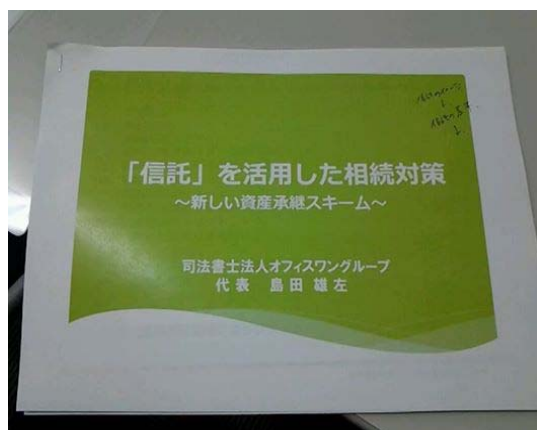 「信託」を活用した相続対策
～新しい資産承継スキーム～
司法書士法人オフィスワングループ
代表 島田 雄左